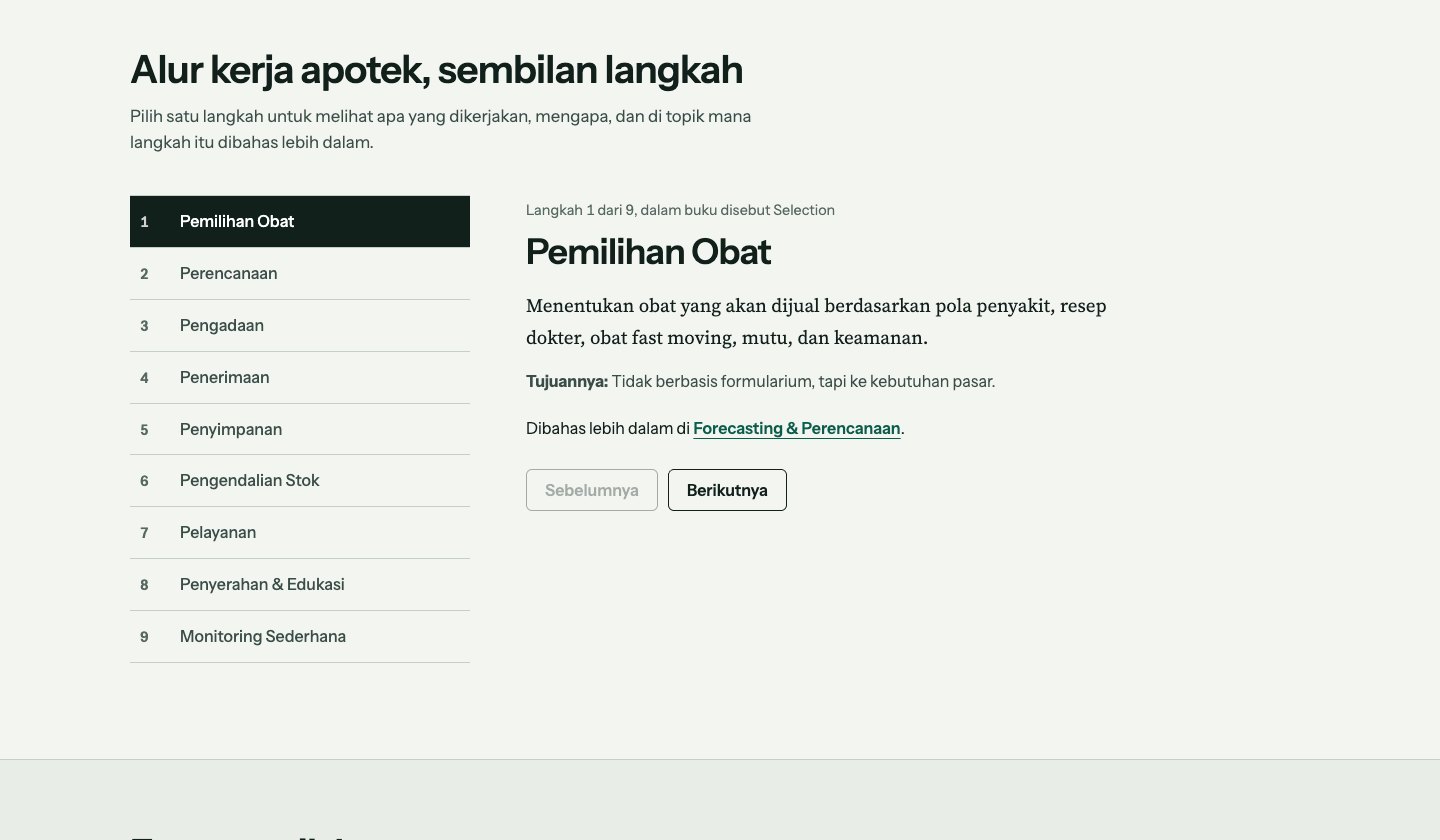 Alur kerja apotek, sembilan langkah
Pilih satu langkah untuk melihat apa yang dikerjakan, mengapa, dan di topik mana
langkah itu dibahas lebih dalam.
1 Pemilihan Obat
2 Perencanaan
3 Pengadaan
4 Penerimaan
5 Penyimpanan
6 Pengendalian Stok
7 Pelayanan
8 Penyerahan & Edukasi
9 Monitoring Sederhana
Langkah 1 dari 9, dalam buku disebut Selection
Pemilihan Obat
Menentukan obat yang akan dijual berdasarkan pola penyakit, resep
dokter, obat fast moving, mutu, dan keamanan.
Tujuannya: Tidak berbasis formularium, tapi ke kebutuhan pasar.
Dibahas lebih dalam di Forecasting & Perencanaan.
Sebelumnya
Berikutnya